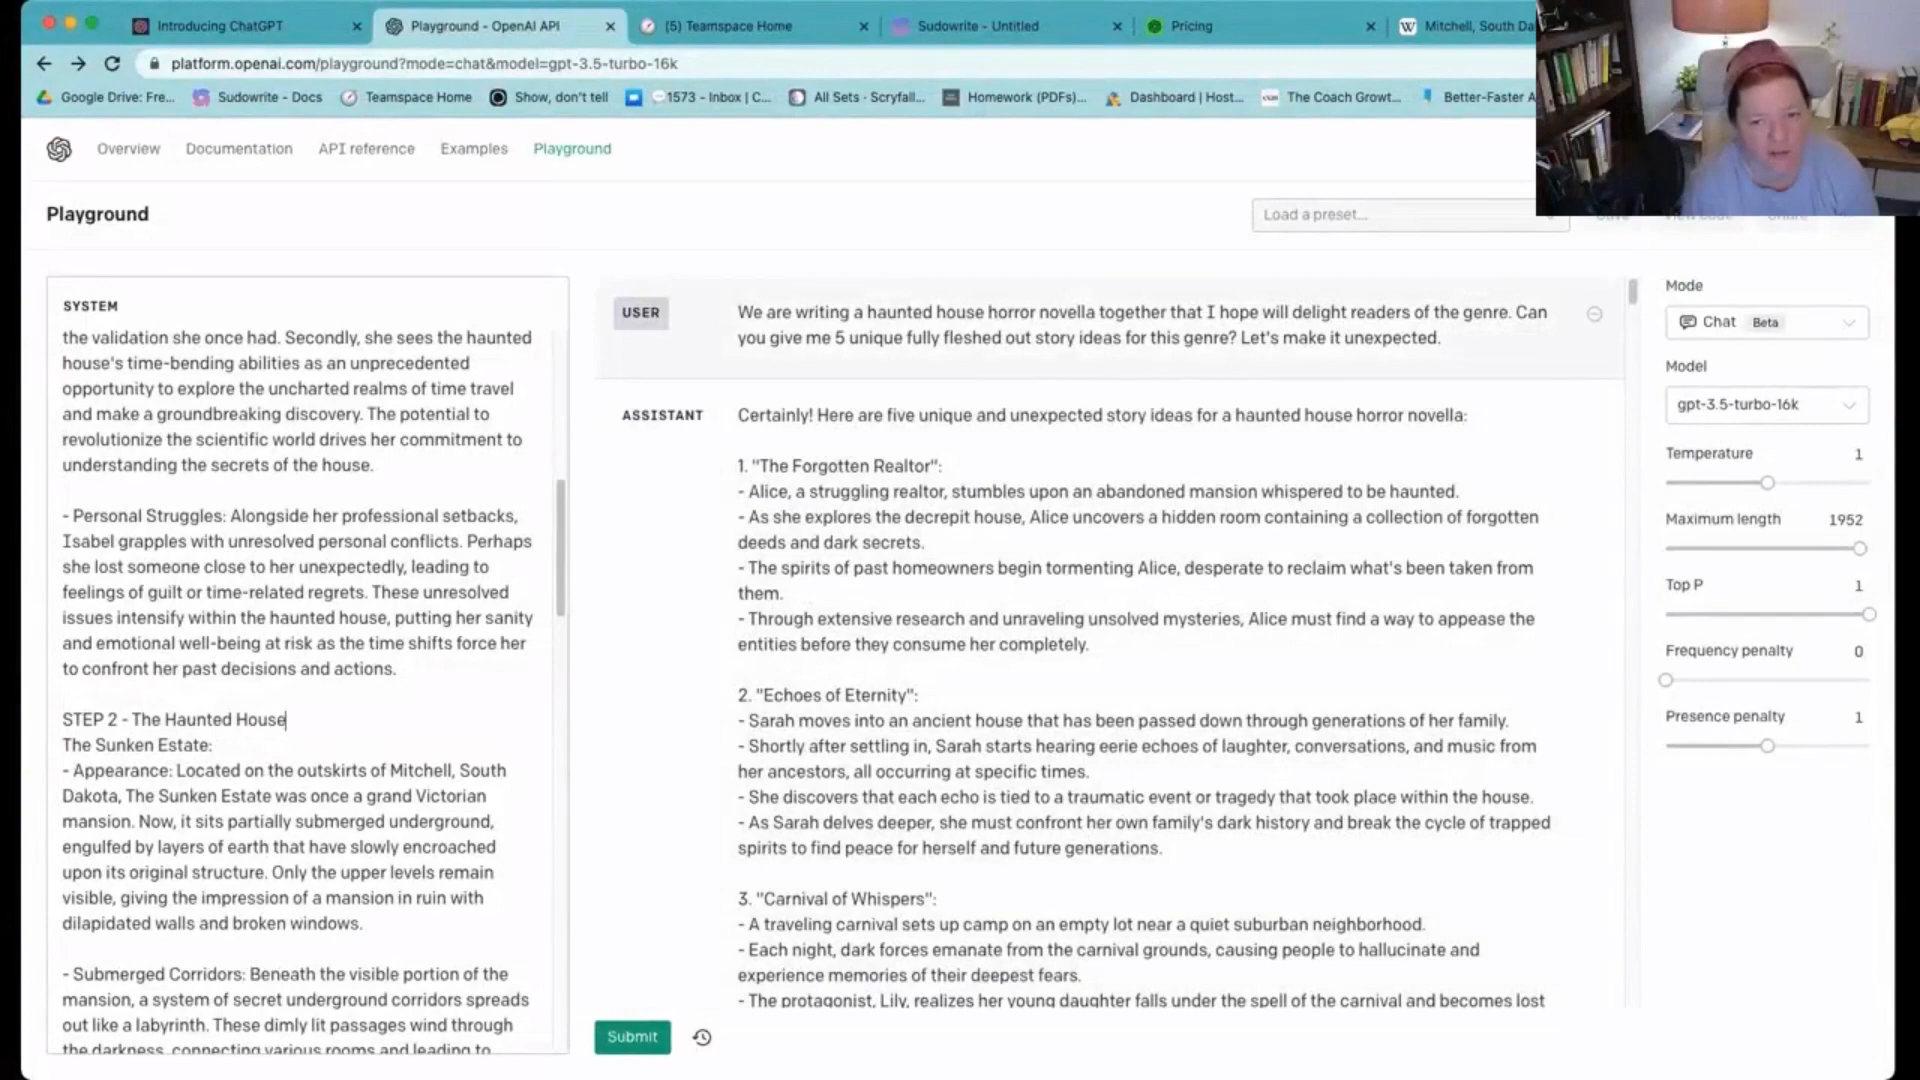 Introducing ChatGPT
Playground - OpenAI API
(5) Teamspace Home
Sudowrite - Untitled
Pricing
W Mitchell, South Da
platform.openai.com/playground?mode=chat&model=gpt-3.5-turbo-16k
Google Drive: Fre...
Sudowrite - Docs
Teamspace Home
Show, don't tell
1573 - Inbox | C...
All Sets · Scryfall...
Homework (PDFs)...
Dashboard | Host...
The Coach Growt...
Better-Faster A
Overview
Documentation
API reference
Examples
Playground
Playground
Load a preset...
SYSTEM
the validation she once had. Secondly, she sees the haunted
house's time-bending abilities as an unprecedented
opportunity to explore the uncharted realms of time travel
and make a groundbreaking discovery. The potential to
revolutionize the scientific world drives her commitment to
understanding the secrets of the house.
- Personal Struggles: Alongside her professional setbacks,
Isabel grapples with unresolved personal conflicts. Perhaps
she lost someone close to her unexpectedly, leading to
feelings of guilt or time-related regrets. These unresolved
issues intensify within the haunted house, putting her sanity
and emotional well-being at risk as the time shifts force her
to confront her past decisions and actions.
STEP 2 - The Haunted House
The Sunken Estate:
- Appearance: Located on the outskirts of Mitchell, South
Dakota, The Sunken Estate was once a grand Victorian
mansion. Now, it sits partially submerged underground,
engulfed by layers of earth that have slowly encroached
upon its original structure. Only the upper levels remain
visible, giving the impression of a mansion in ruin with
dilapidated walls and broken windows.
- Submerged Corridors: Beneath the visible portion of the
mansion, a system of secret underground corridors spreads
out like a labyrinth. These dimly lit passages wind through
the darkness, connecting various rooms and leading to
USER
We are writing a haunted house horror novella together that I hope will delight readers of the genre. Can
you give me 5 unique fully fleshed out story ideas for this genre? Let's make it unexpected.
ASSISTANT
Certainly! Here are five unique and unexpected story ideas for a haunted house horror novella:
1. "The Forgotten Realtor":
- Alice, a struggling realtor, stumbles upon an abandoned mansion whispered to be haunted.
- As she explores the decrepit house, Alice uncovers a hidden room containing a collection of forgotten
deeds and dark secrets.
- The spirits of past homeowners begin tormenting Alice, desperate to reclaim what's been taken from
them.
- Through extensive research and unraveling unsolved mysteries, Alice must find a way to appease the
entities before they consume her completely.
2. "Echoes of Eternity":
- Sarah moves into an ancient house that has been passed down through generations of her family.
- Shortly after settling in, Sarah starts hearing eerie echoes of laughter, conversations, and music from
her ancestors, all occurring at specific times.
- She discovers that each echo is tied to a traumatic event or tragedy that took place within the house.
- As Sarah delves deeper, she must confront her own family's dark history and break the cycle of trapped
spirits to find peace for herself and future generations.
3. "Carnival of Whispers":
- A traveling carnival sets up camp on an empty lot near a quiet suburban neighborhood.
- Each night, dark forces emanate from the carnival grounds, causing people to hallucinate and
experience memories of their deepest fears.
- The protagonist, Lily, realizes her young daughter falls under the spell of the carnival and becomes lost
Submit
Mode
Chat Beta
Model
gpt-3.5-turbo-16k
Temperature 1
Maximum length 1952
Top P 1
Frequency penalty 0
Presence penalty 1